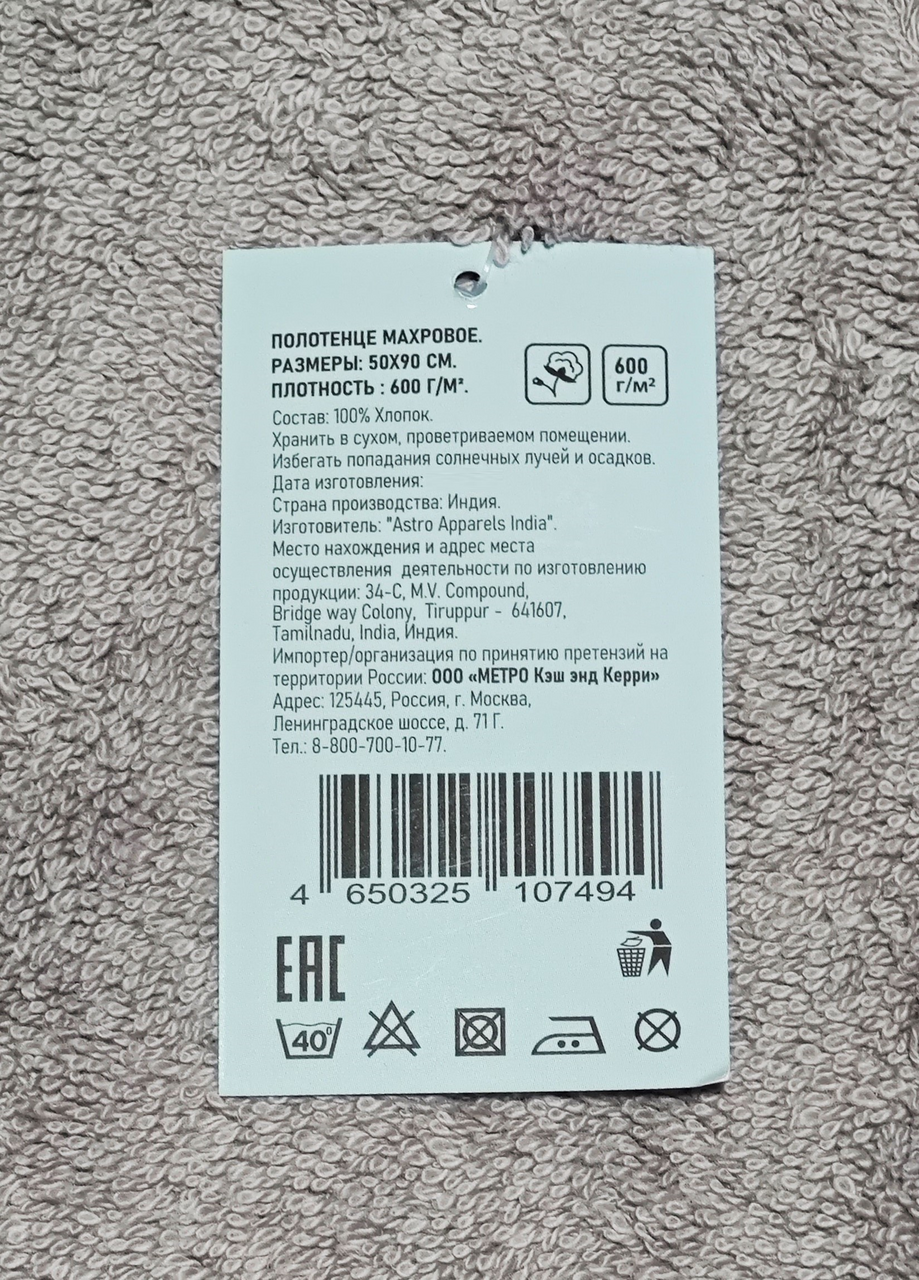 ПОЛОТЕНЦЕ МАХРОВОЕ.
РАЗМЕРЫ: 50X90 СМ.
ПЛОТНОСТЬ : 600 Г/М².
600
г/м²
Состав: 100% Хлопок.
Хранить в сухом, проветриваемом помещении.
Избегать попадания солнечных лучей и осадков.
Дата изготовления:
Страна производства: Индия.
Изготовитель: "Astro Apparels India".
Место нахождения и адрес места
осуществления деятельности по изготовлению
продукции: 34-C, M.V. Compound,
Bridge way Colony, Tiruppur - 641607,
Tamilnadu, India, Индия.
Импортер/организация по принятию претензий на
территории России: ООО «МЕТРО Кэш энд Керри»
Адрес: 125445, Россия, г. Москва,
Ленинградское шоссе, д. 71 Г.
Тел.: 8-800-700-10-77.
4 650325 107494
EAC
40°